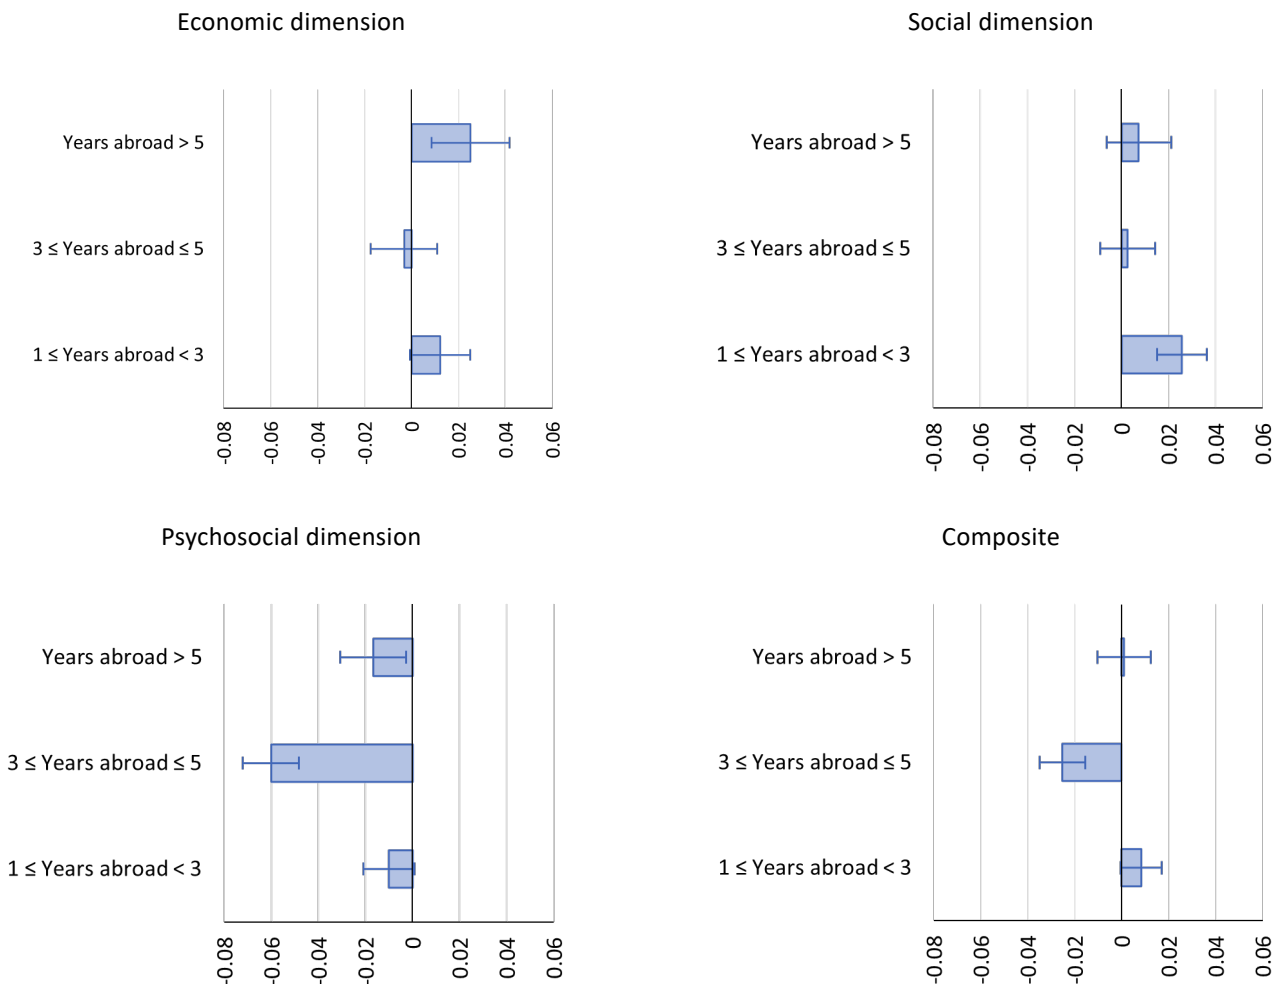 Economic dimension
Years abroad > 5
3 ≤ Years abroad ≤ 5
1 ≤ Years abroad < 3
-0.08 -0.06 -0.04 -0.02 0 0.02 0.04 0.06
Social dimension
Years abroad > 5
3 ≤ Years abroad ≤ 5
1 ≤ Years abroad < 3
-0.08 -0.06 -0.04 -0.02 0 0.02 0.04 0.06
Psychosocial dimension
Years abroad > 5
3 ≤ Years abroad ≤ 5
1 ≤ Years abroad < 3
-0.08 -0.06 -0.04 -0.02 0 0.02 0.04 0.06
Composite
Years abroad > 5
3 ≤ Years abroad ≤ 5
1 ≤ Years abroad < 3
-0.08 -0.06 -0.04 -0.02 0 0.02 0.04 0.06